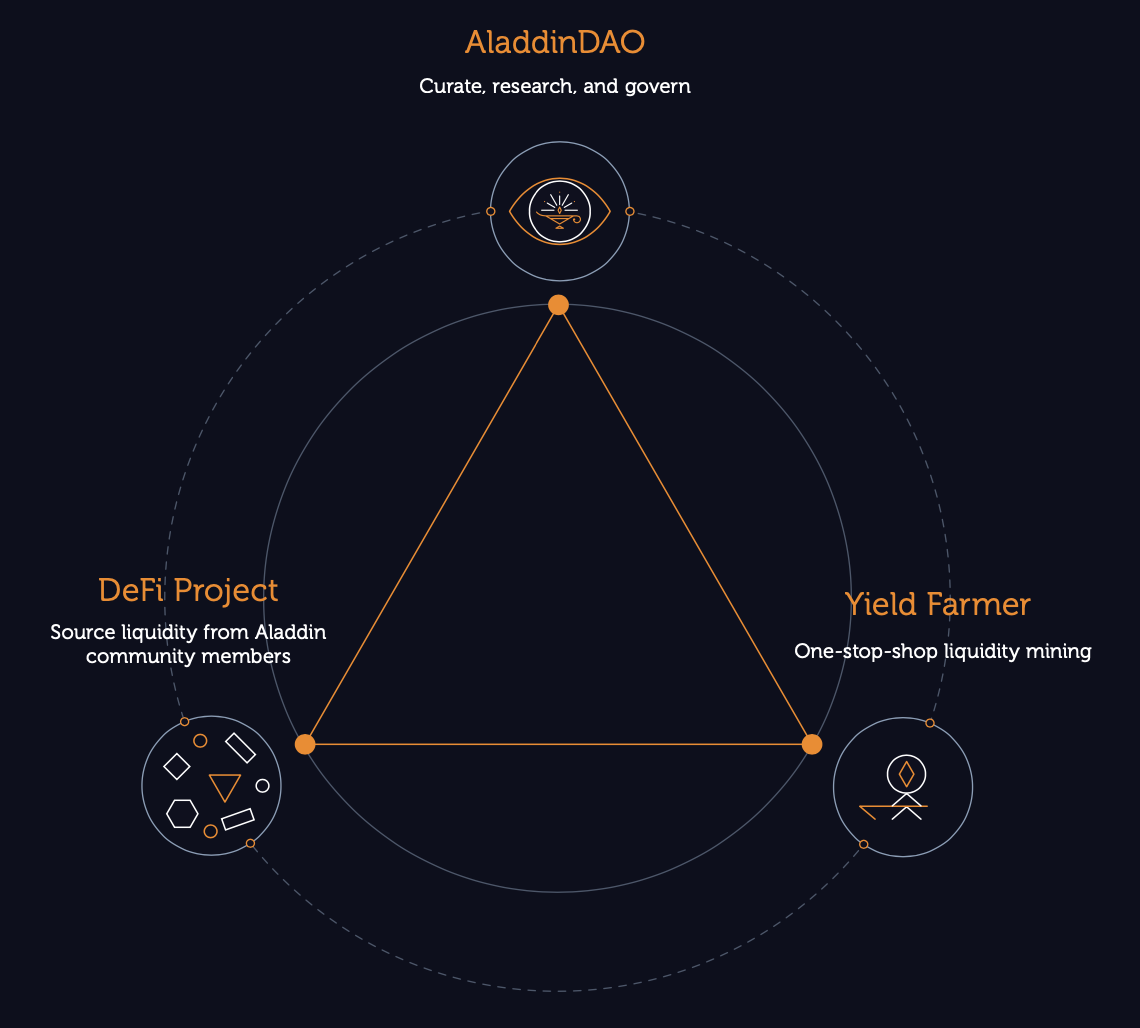 AladdinDAO
Curate, research, and govern
DeFi Project
Source liquidity from Aladdin
community members
Yield Farmer
One-stop-shop liquidity mining